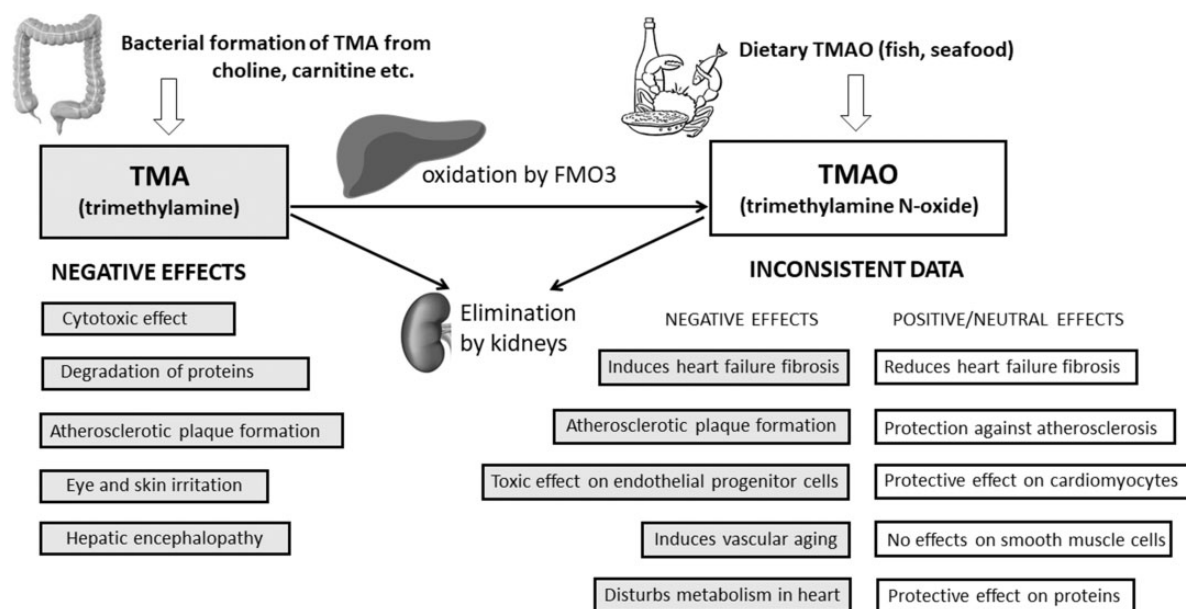 Bacterial formation of TMA from
choline, carnitine etc.
Dietary TMAO (fish, seafood)
TMA
(trimethylamine)
oxidation by FMO3
TMAO
(trimethylamine N-oxide)
NEGATIVE EFFECTS
Cytotoxic effect
Degradation of proteins
Atherosclerotic plaque formation
Eye and skin irritation
Hepatic encephalopathy
Elimination
by kidneys
INCONSISTENT DATA
NEGATIVE EFFECTS
POSITIVE/NEUTRAL EFFECTS
Induces heart failure fibrosis
Reduces heart failure fibrosis
Atherosclerotic plaque formation
Protection against atherosclerosis
Toxic effect on endothelial progenitor cells
Protective effect on cardiomyocytes
Induces vascular aging
No effects on smooth muscle cells
Disturbs metabolism in heart
Protective effect on proteins